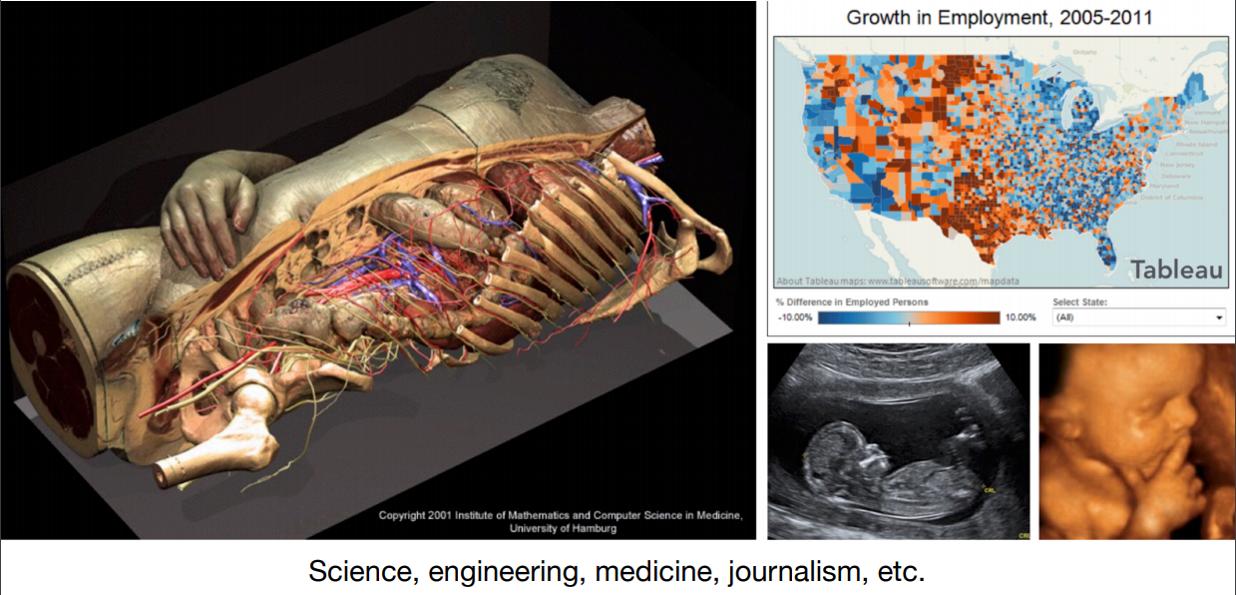 Copyright 2001 Institute of Mathematics and Computer Science in Medicine,
University of Hamburg
Growth in Employment, 2005-2011
Ontario
Vermont
New Hampshire
Massachusetts
Rhode Island
Connecticut
New Jersey
Delaware
Maryland
District of Columbia
Tableau
About Tableau maps: www.tableausoftware.com/mapdata
% Difference in Employed Persons
-10.00%
10.00%
Select State:
(All)
CRL
CRL
Science, engineering, medicine, journalism, etc.